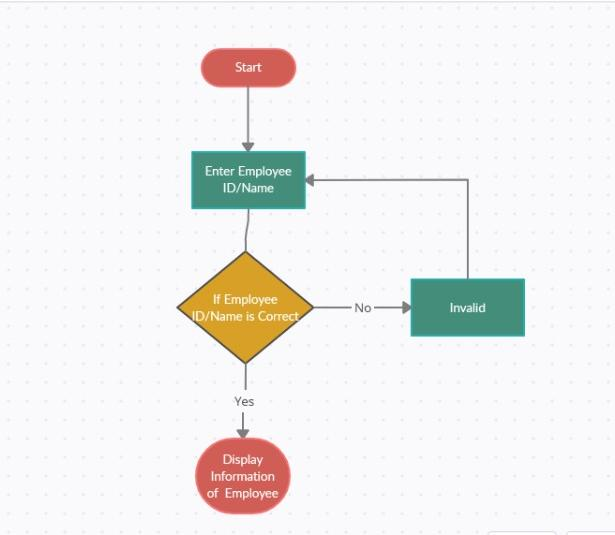 Start
Enter Employee
ID/Name
If Employee
ID/Name is Correct
No
Invalid
Yes
Display
Information
of Employee